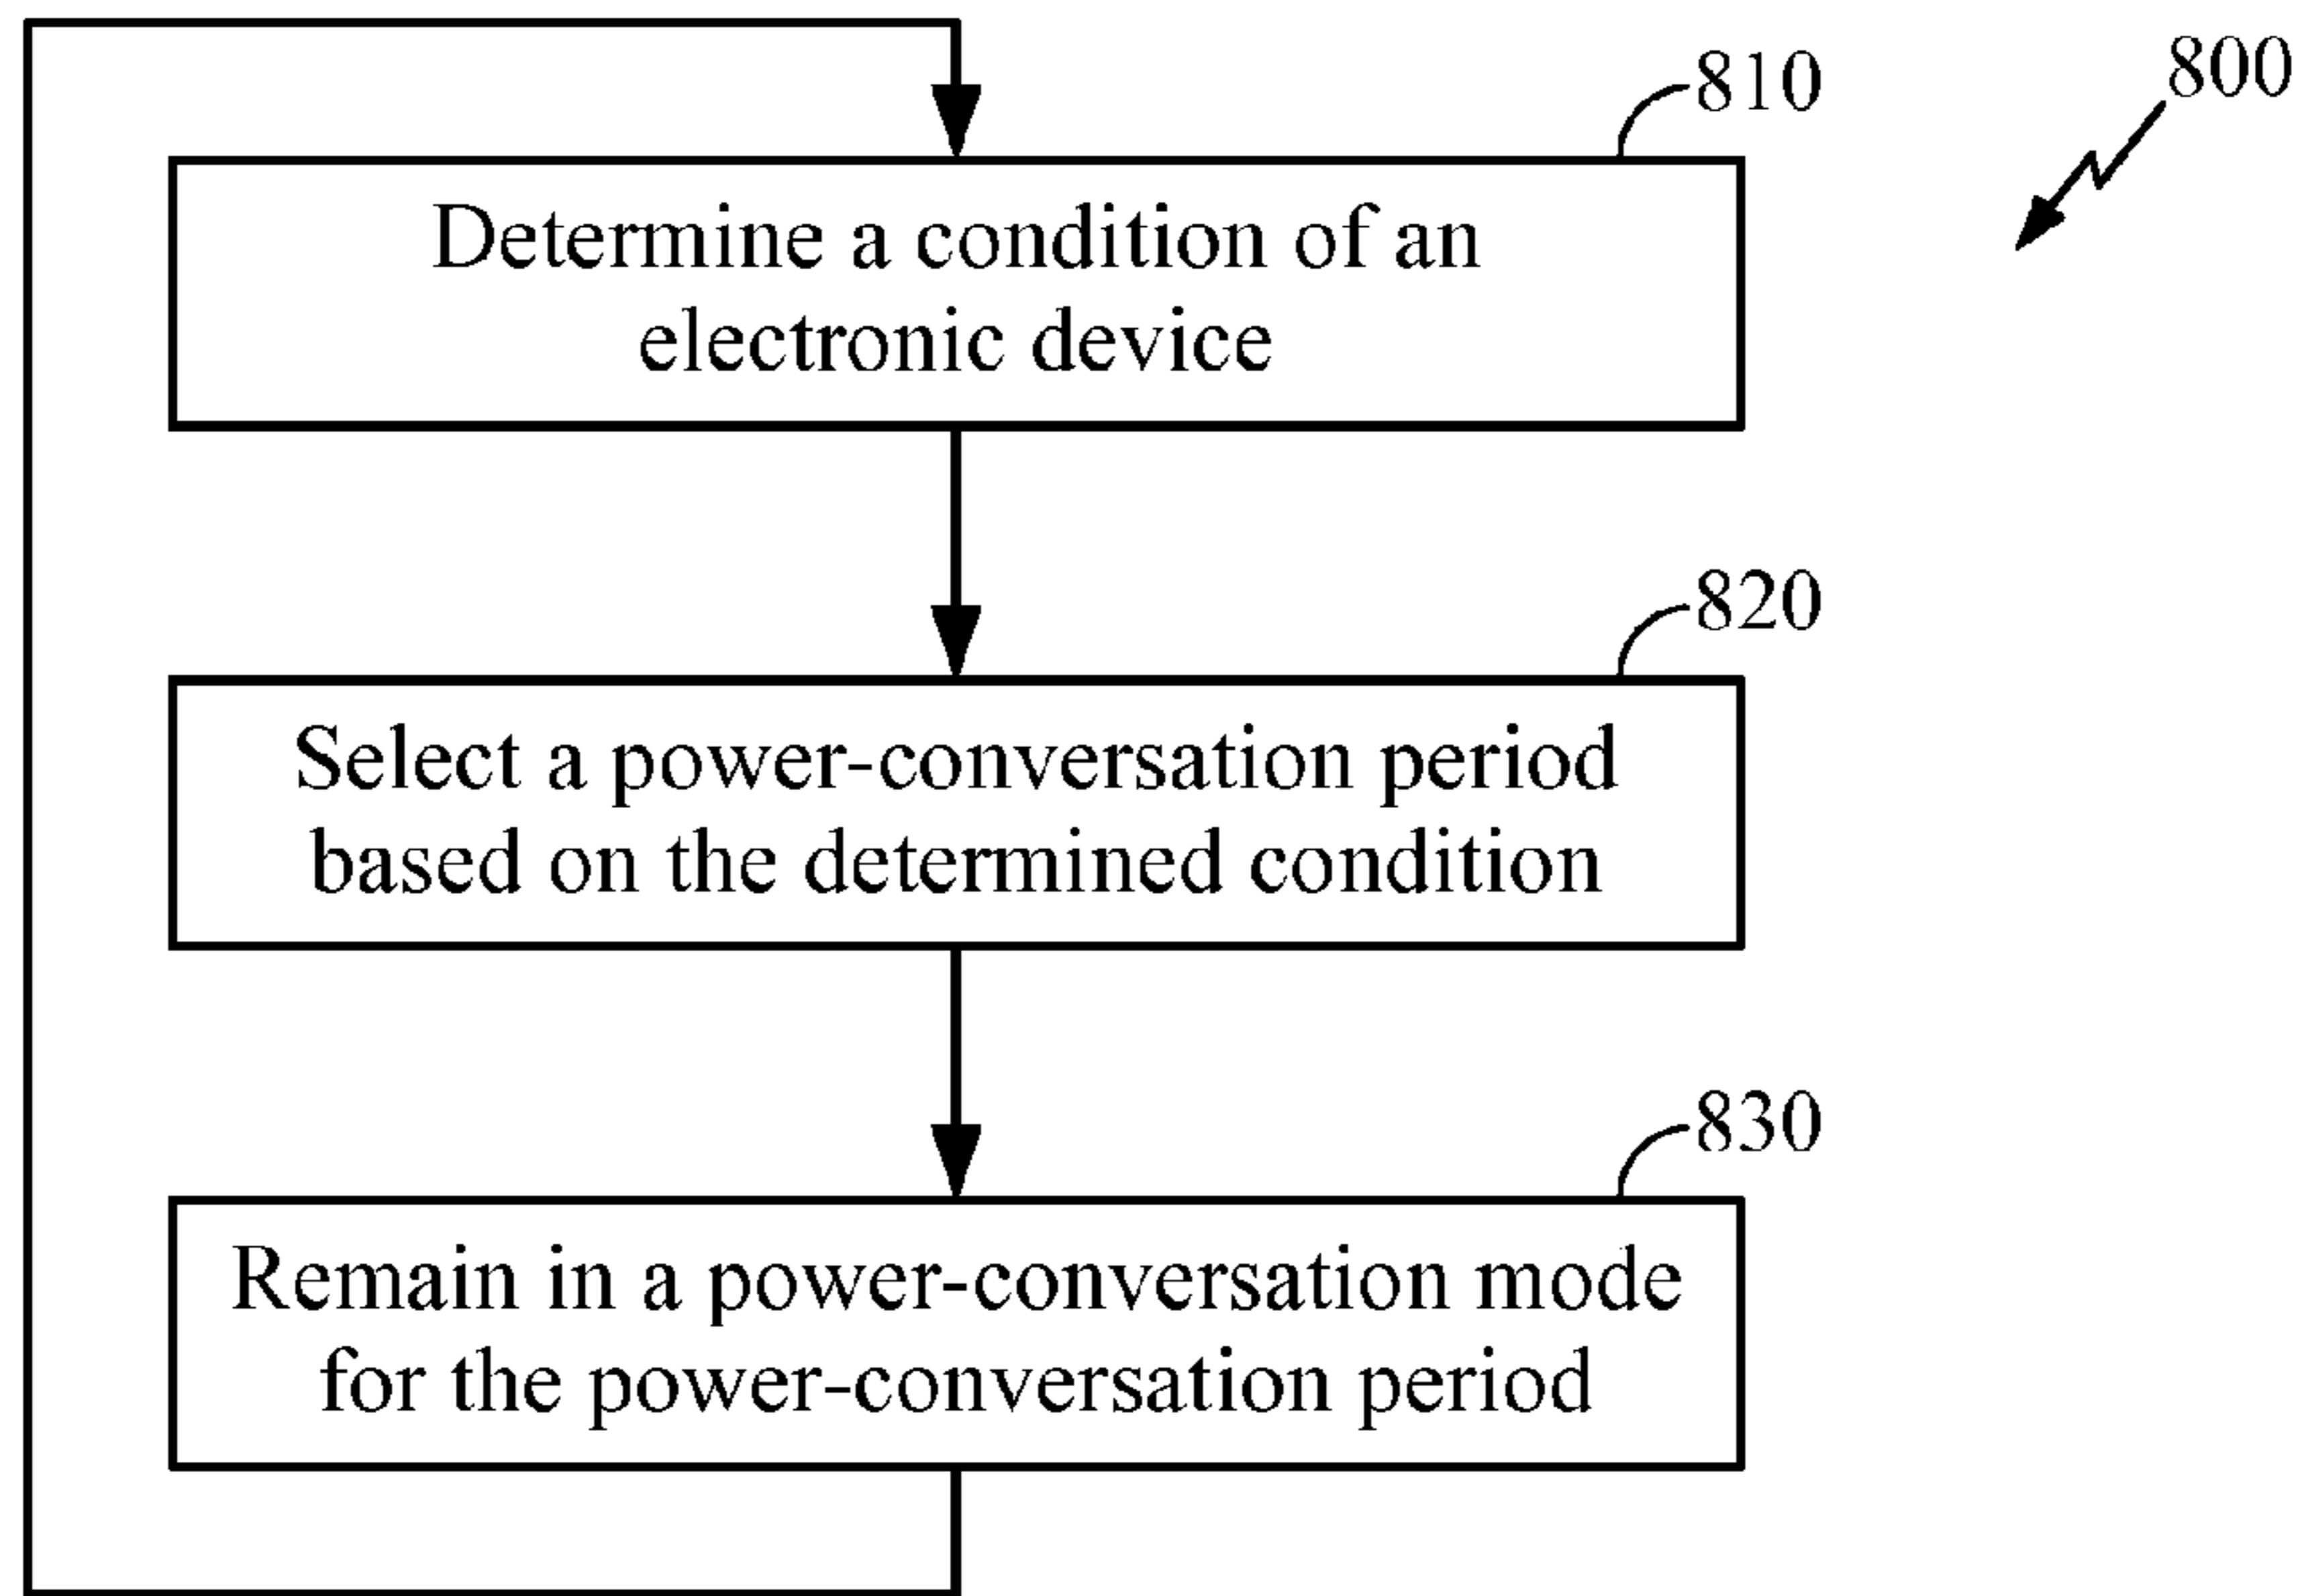 800
810
Determine a condition of an
electronic device
820
Select a power-conversation period
based on the determined condition
830
Remain in a power-conversation mode
for the power-conversation period